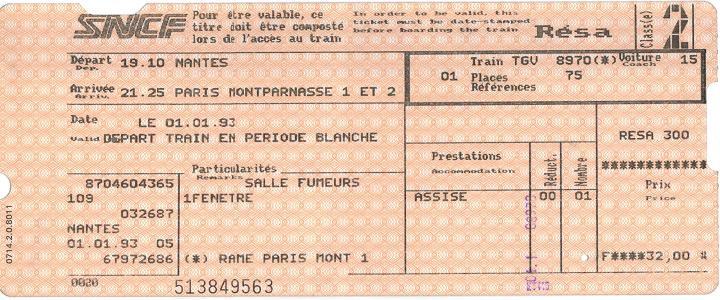 SNCF
Pour être valable, ce
titre doit être composté
lors de l'accès au train
In order to be valid, this
ticket must be date-stamped
before boarding the train
Résa
Class(e) 2
Départ 19.10 NANTES
Dep.
Train TGV 8970(*) Voiture 15
Coach
01 Places 75
Références
Arrivée 21.25 PARIS MONTPARNASSE 1 ET 2
Arriv.
Date LE 01.01.93
Valid DEPART TRAIN EN PERIODE BLANCHE
RESA 300
Particularités
Remarks SALLE FUMEURS
1FENETRE
Prestations
Accommodation
Réduct.
Nombre
************
Prix
Price
8704604365
109
032687
NANTES
01.01.93 05
67972686
ASSISE 00 01
(*) RAME PARIS MONT 1
F****32,00
0020
513849563
0714.2.0.8011